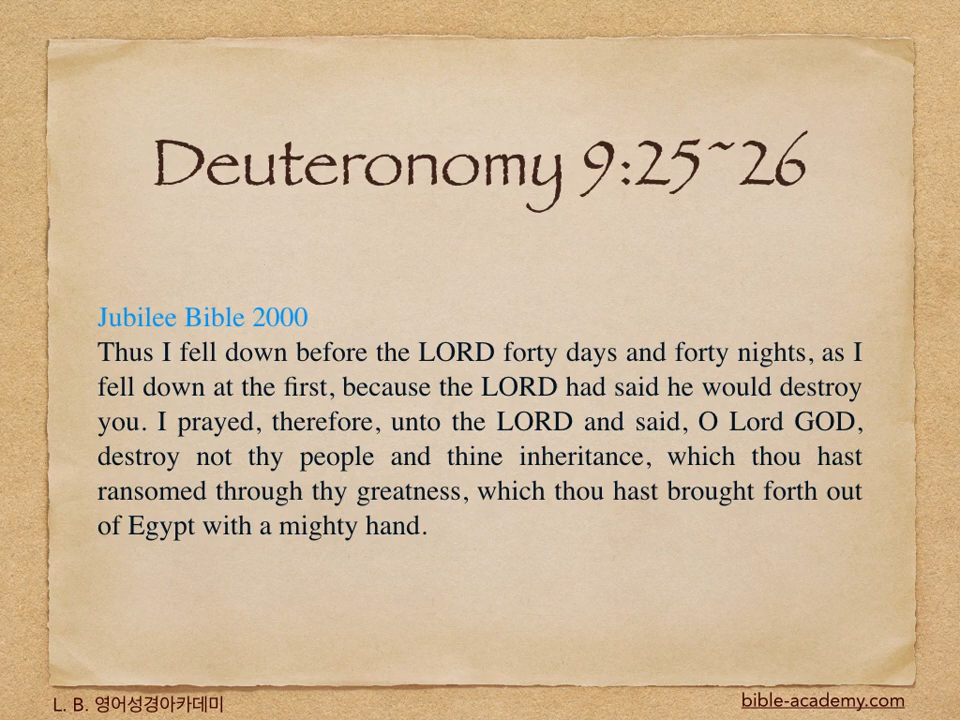 Deuteronomy 9:25~26
Jubilee Bible 2000
Thus I fell down before the LORD forty days and forty nights, as I
fell down at the first, because the LORD had said he would destroy
you. I prayed, therefore, unto the LORD and said, O Lord GOD,
destroy not thy people and thine inheritance, which thou hast
ransomed through thy greatness, which thou hast brought forth out
of Egypt with a mighty hand.
L. B. 영어성경아카데미
bible-academy.com